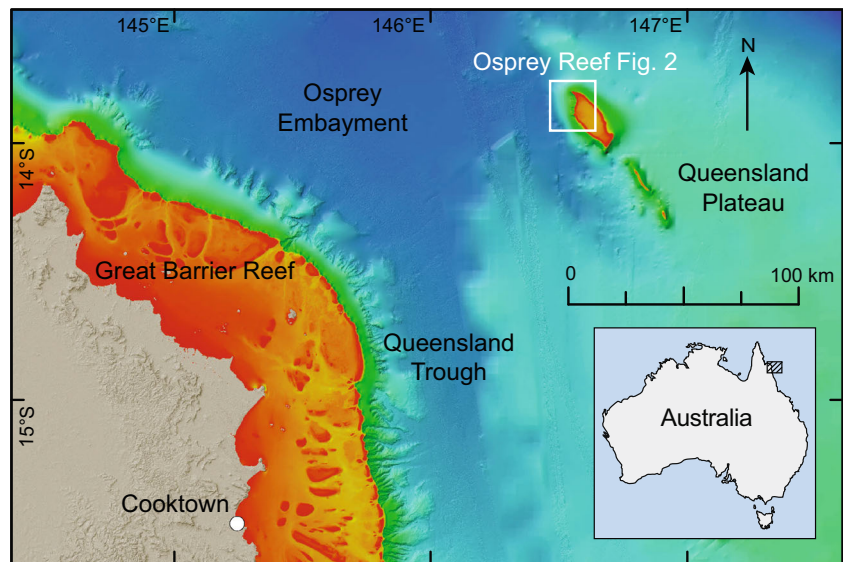 145°E
146°E
147°E
Osprey Reef Fig. 2
N
Osprey
Embayment
14°S
Queensland
Plateau
Great Barrier Reef
0
100 km
Queensland
Trough
15°S
Australia
Cooktown